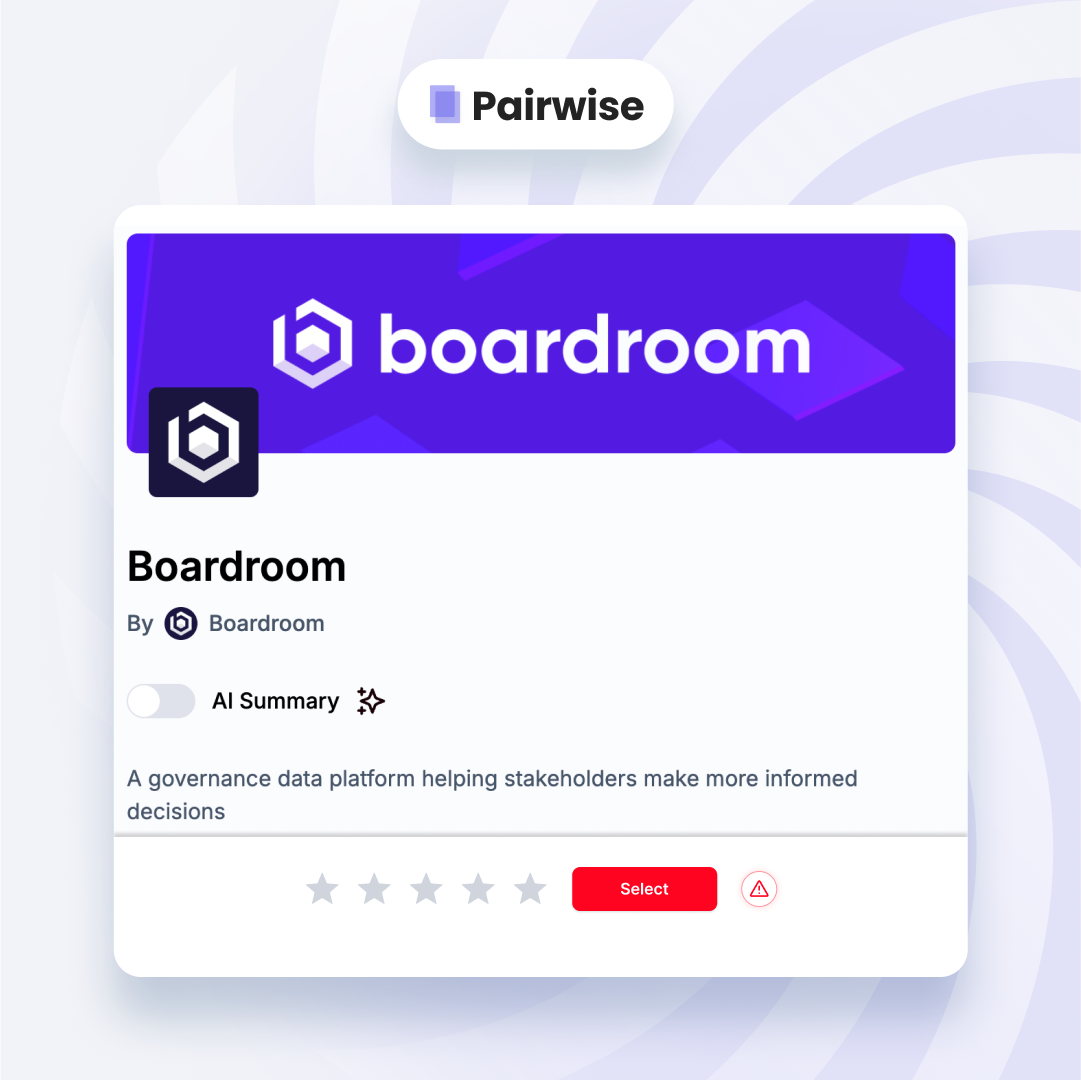 Pairwise
boardroom
Boardroom
By Boardroom
AI Summary
A governance data platform helping stakeholders make more informed
decisions
Select